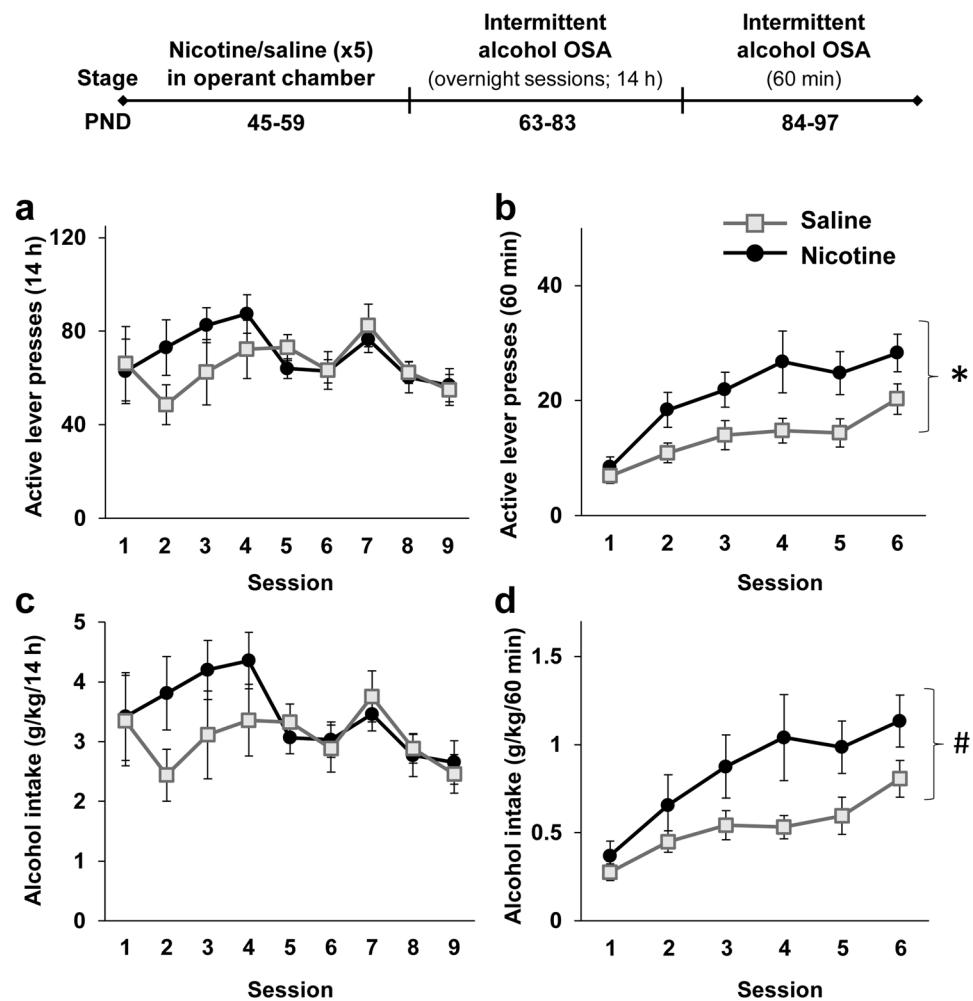 Stage
Nicotine/saline (x5)
in operant chamber
Intermittent
alcohol OSA
(overnight sessions; 14 h)
Intermittent
alcohol OSA
(60 min)
PND
45-59
63-83
84-97
a
Active lever presses (14 h)
120
80
40
0
1 2 3 4 5 6 7 8 9
Session
b
Saline
Nicotine
Active lever presses (60 min)
40
20
0
*
1 2 3 4 5 6
Session
c
Alcohol intake (g/kg/14 h)
5
4
3
2
1
0
1 2 3 4 5 6 7 8 9
Session
d
Alcohol intake (g/kg/60 min)
1.5
1
0.5
0
#
1 2 3 4 5 6
Session